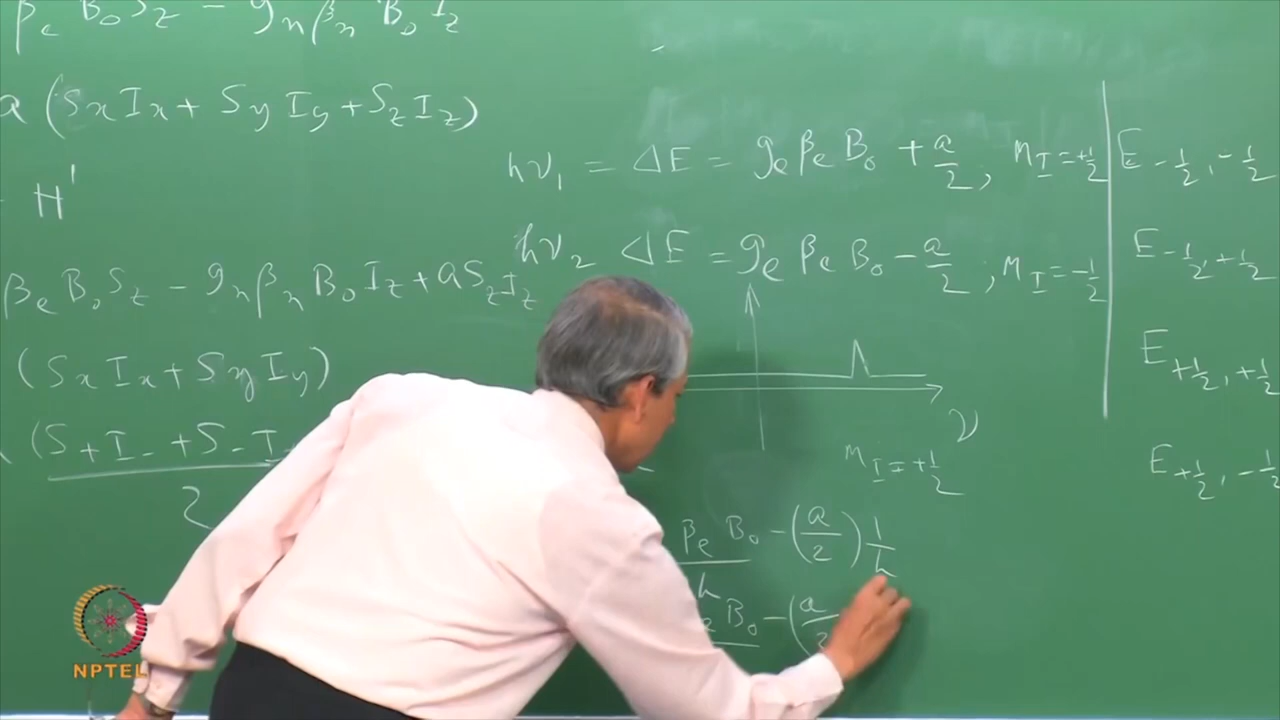 βe B₀ Sz − gn βn B₀ Iz
a (Sx Ix + Sy Iy + Sz Iz)
H'
βe B₀ Sz − gn βn B₀ Iz + a Sz Iz
(Sx Ix + Sy Iy)
(S+ I− + S− I
2
hν₁ = ΔE = ge βe B₀ + a/2, mI = +1/2
hν₂ ΔE = ge βe B₀ − a/2 ; mI = −1/2
ν
mI = +1/2
βe B₀ / h − (a/2) 1/h
e B₀ − (a
E −1/2, −1/2
E −1/2, +1/2
E +1/2, +1/2
E +1/2, −1/2
NPTEL